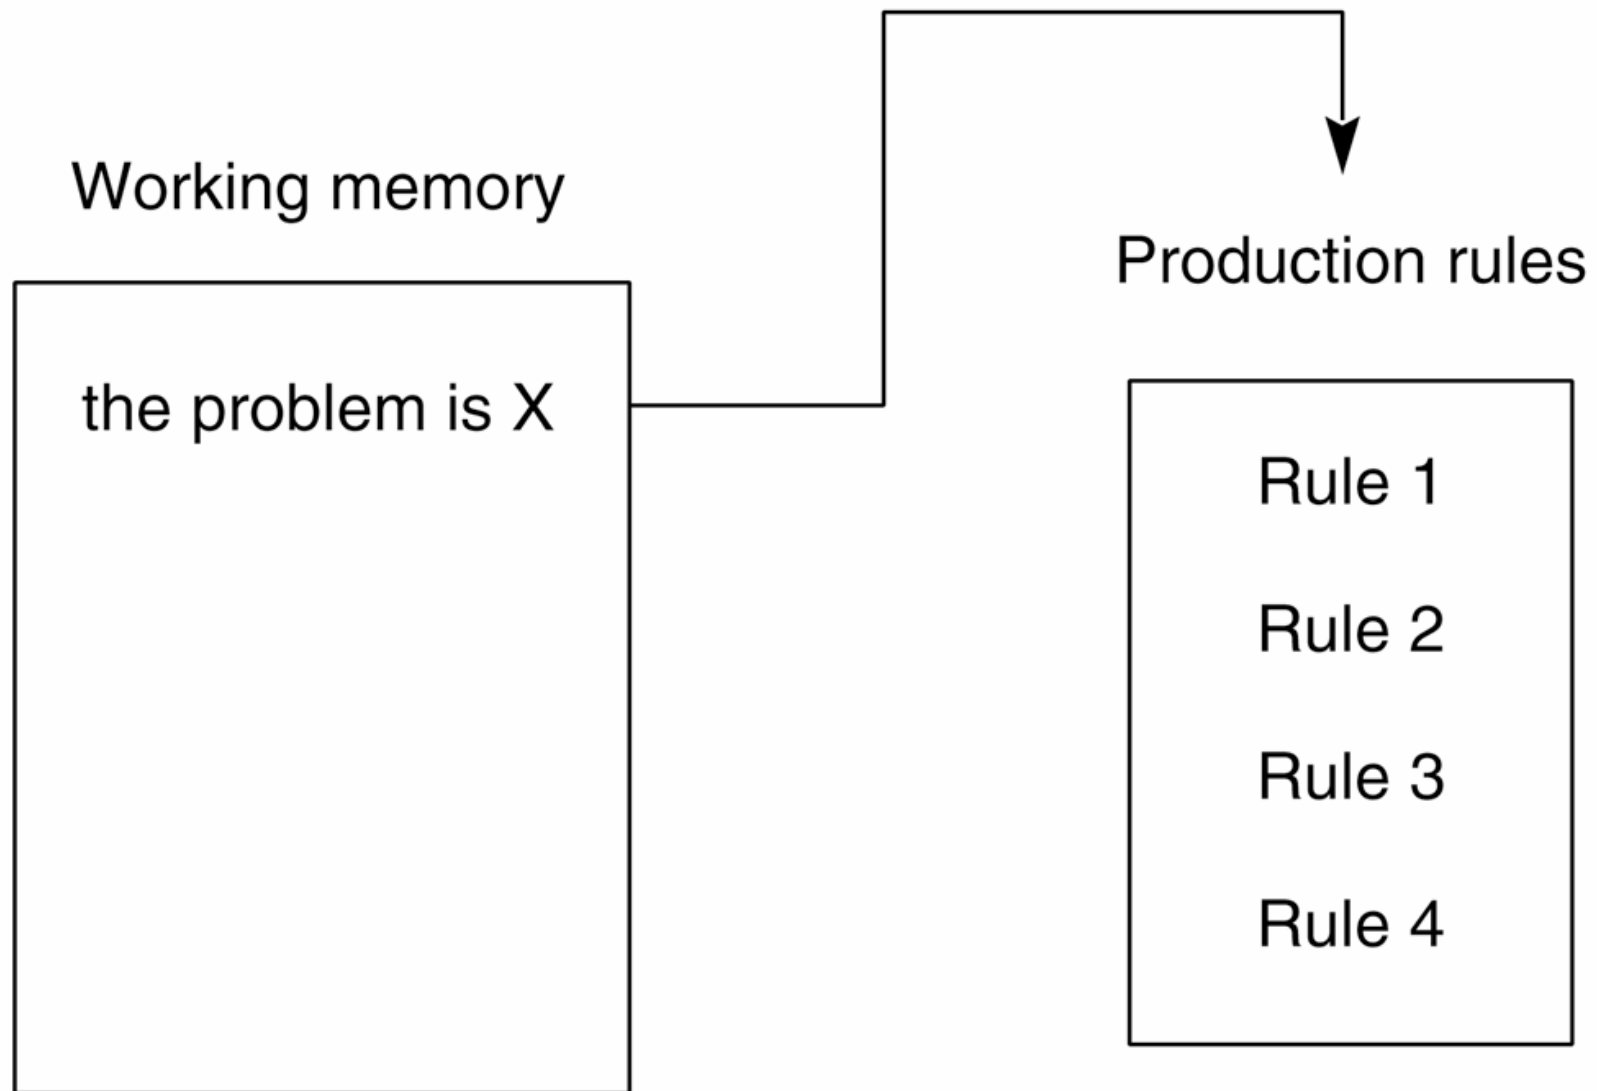 Working memory
the problem is X
Production rules
Rule 1
Rule 2
Rule 3
Rule 4